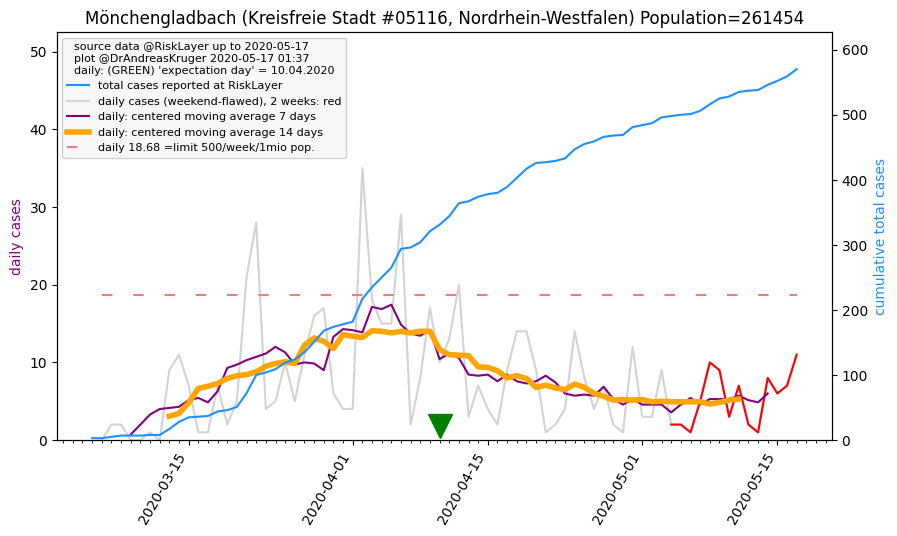 Mönchengladbach (Kreisfreie Stadt #05116, Nordrhein-Westfalen) Population=261454
source data @RiskLayer up to 2020-05-17
plot @DrAndreasKruger 2020-05-17 01:37
daily: (GREEN) 'expectation day' = 10.04.2020
total cases reported at RiskLayer
daily cases (weekend-flawed), 2 weeks: red
daily: centered moving average 7 days
daily: centered moving average 14 days
daily 18.68 =limit 500/week/1mio pop.
daily cases
50
40
30
20
10
0
cumulative total cases
600
500
400
300
200
100
0
2020-03-15
2020-04-01
2020-04-15
2020-05-01
2020-05-15